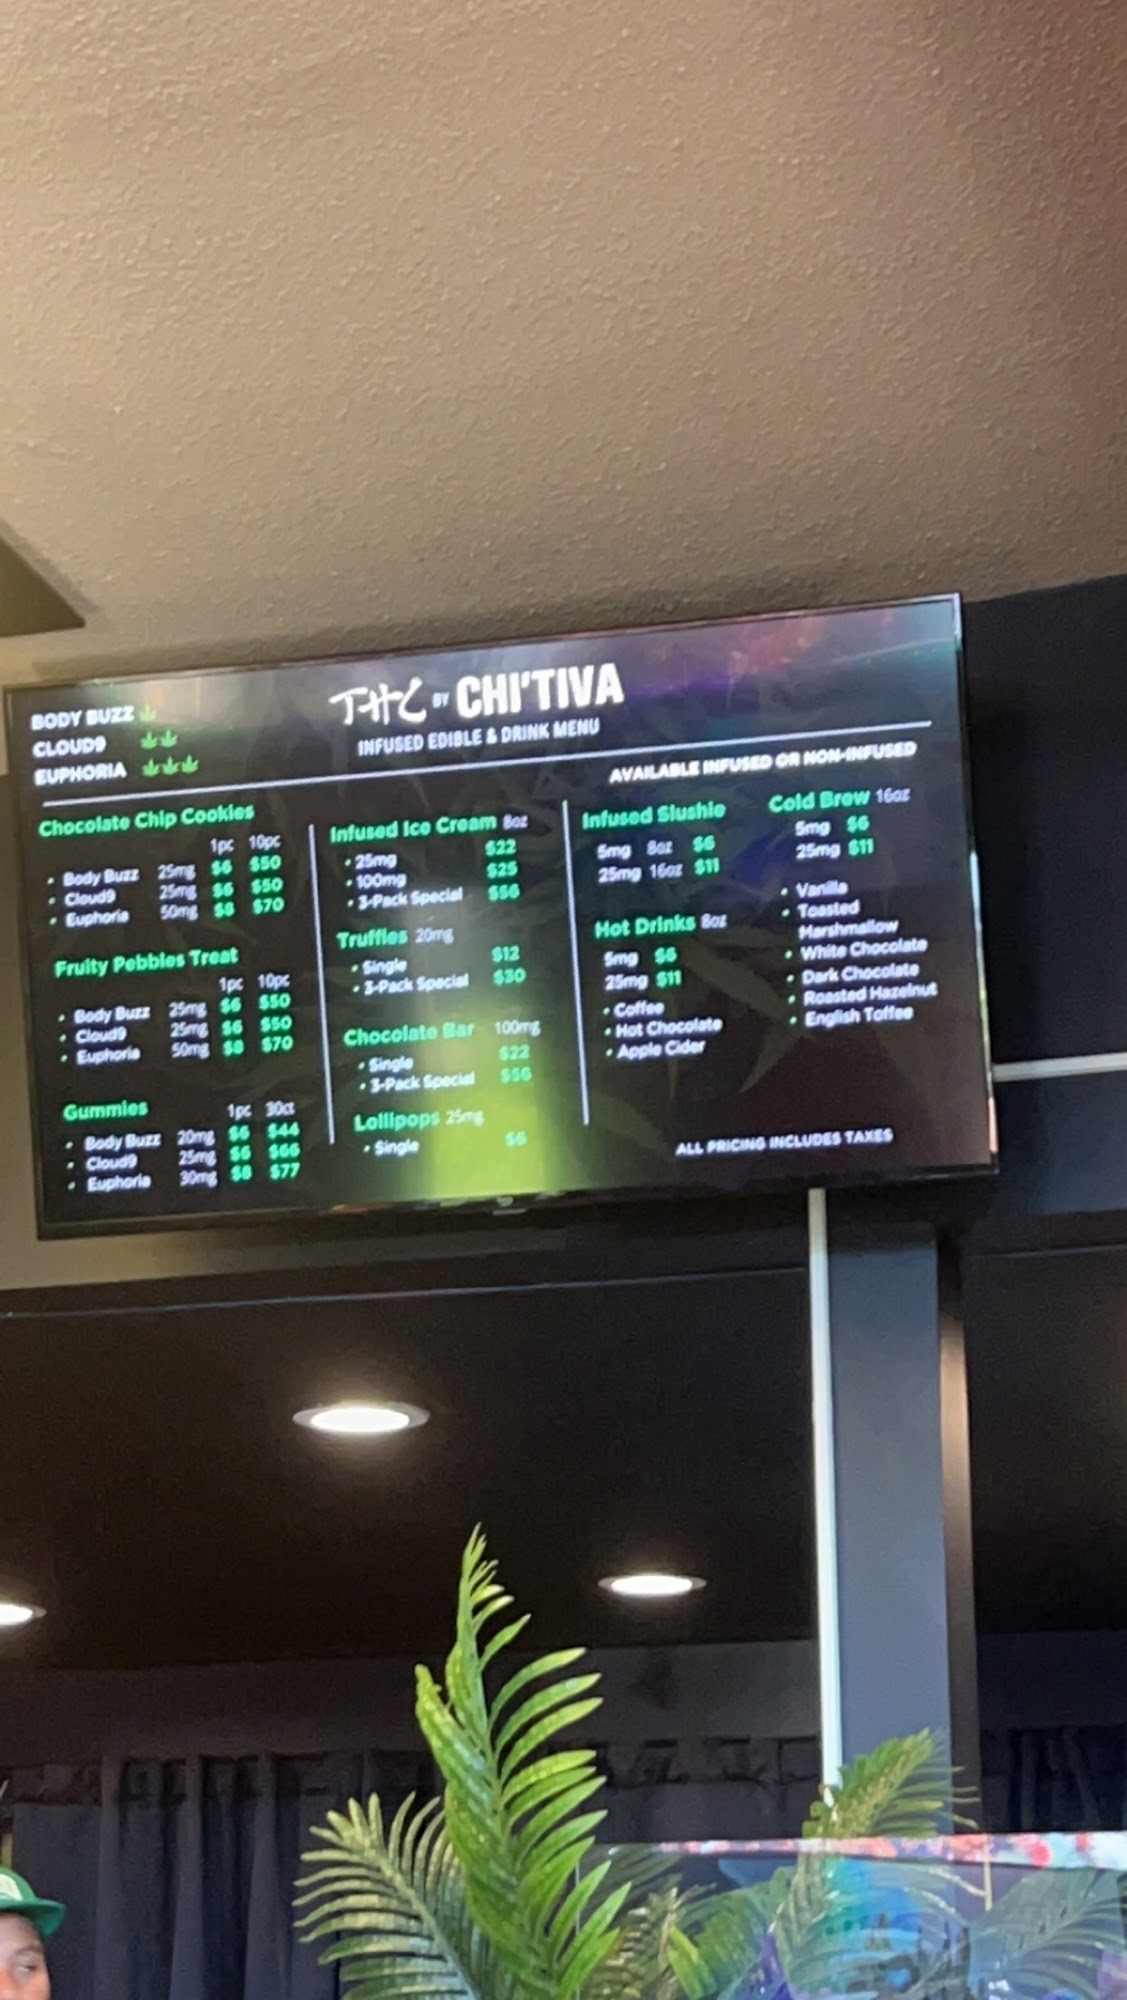 BODY BUZZ
CLOUD9
EUPHORIA
THC BY CHI'TIVA
INFUSED EDIBLE & DRINK MENU
AVAILABLE INFUSED OR NON-INFUSED
Chocolate Chip Cookies
1pc 10pc
• Body Buzz 25mg $6 $50
• Cloud9 25mg $6 $50
• Euphoria 50mg $8 $70
Fruity Pebbles Treat
1pc 10pc
• Body Buzz 25mg $6 $50
• Cloud9 25mg $6 $50
• Euphoria 50mg $8 $70
Gummies 1pc 30ct
• Body Buzz 20mg $6 $44
• Cloud9 25mg $6 $66
• Euphoria 30mg $8 $77
Infused Ice Cream 8oz
• 25mg $22
• 100mg $25
• 3-Pack Special $56
Truffles 20mg
• Single $12
• 3-Pack Special $30
Chocolate Bar 100mg
• Single $22
• 3-Pack Special $56
Lollipops 25mg
• Single $6
Infused Slushie
5mg 8oz $6
25mg 16oz $11
Hot Drinks 8oz
5mg $6
25mg $11
• Coffee
• Hot Chocolate
• Apple Cider
Cold Brew 16oz
5mg $6
25mg $11
• Vanilla
• Toasted
Marshmallow
• White Chocolate
• Dark Chocolate
• Roasted Hazelnut
• English Toffee
ALL PRICING INCLUDES TAXES